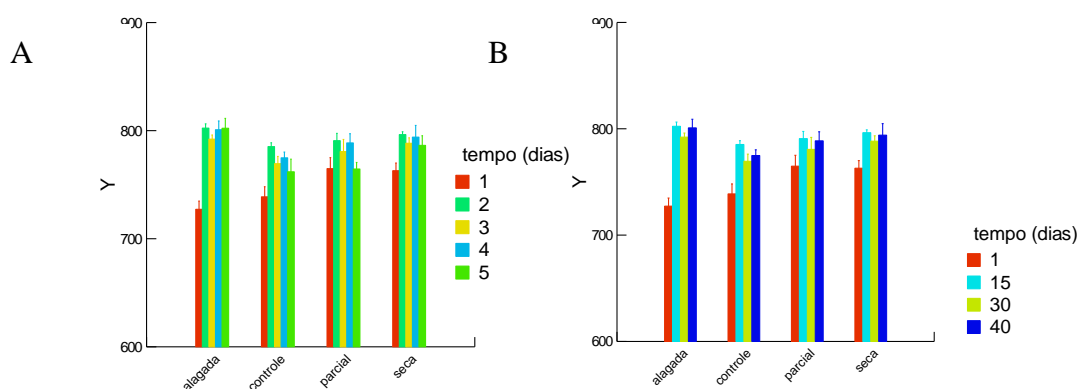 A
Y
900
800
700
600
alagada
controle
parcial
seca
tempo (dias)
1
2
3
4
5
B
Y
900
800
700
600
alagada
controle
parcial
seca
tempo (dias)
1
15
30
40